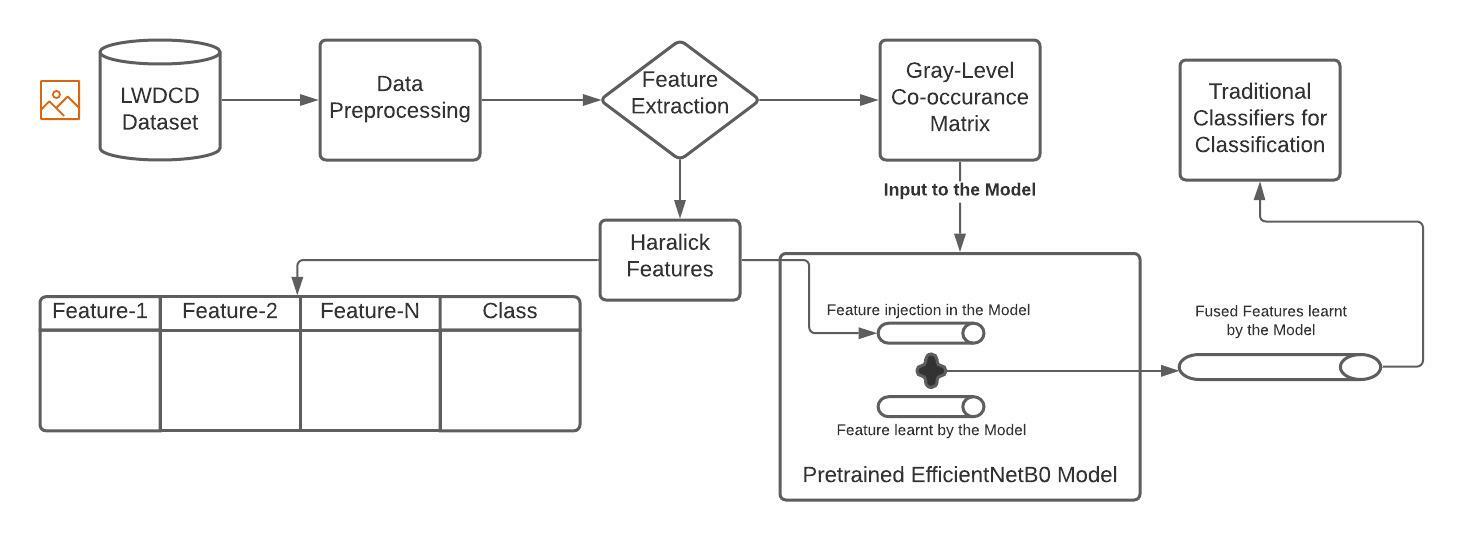 LWDCD
Dataset
Data
Preprocessing
Feature
Extraction
Gray-Level
Co-occurance
Matrix
Traditional
Classifiers for
Classification
Input to the Model
Haralick
Features
Feature-1
Feature-2
Feature-N
Class
Feature injection in the Model
Feature learnt by the Model
Pretrained EfficientNetB0 Model
Fused Features learnt
by the Model